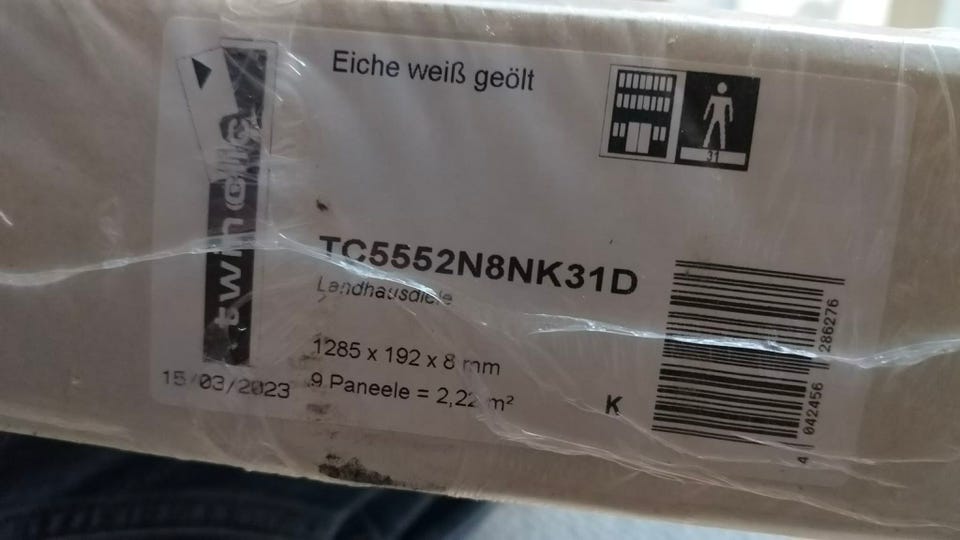 Eiche weiß geölt
31
twinclic
TC5552N8NK31D
Landhausdiele
1285 x 192 x 8 mm
9 Paneele = 2,22 m²
K
15/03/2023
4 042456 286276